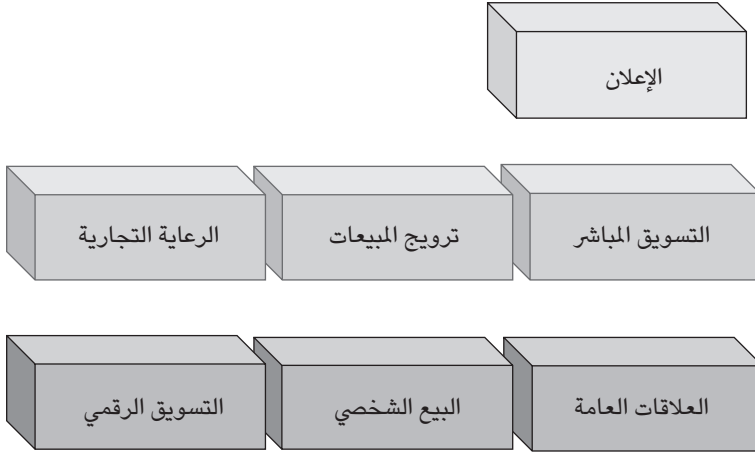 الإعلان
التسويق المباشر
ترويج المبيعات
الرعاية التجارية
العلاقات العامة
البيع الشخصي
التسويق الرقمي